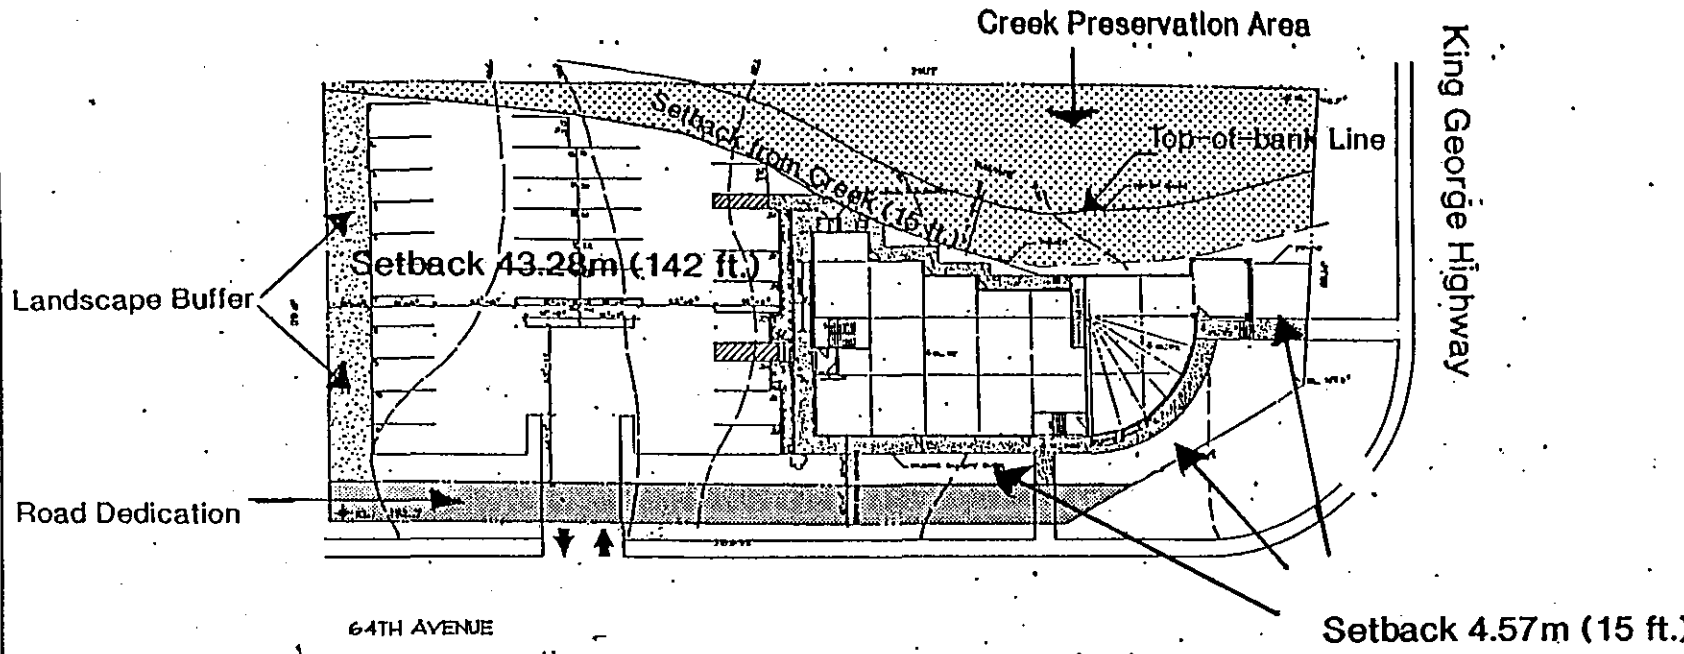 Creek Preservation Area
King George Highway
Setback from Creek (15 ft.)
Top-of-bank Line
Setback 43.28m (142 ft.)
Landscape Buffer
Road Dedication
64TH AVENUE
Setback 4.57m (15 ft.)